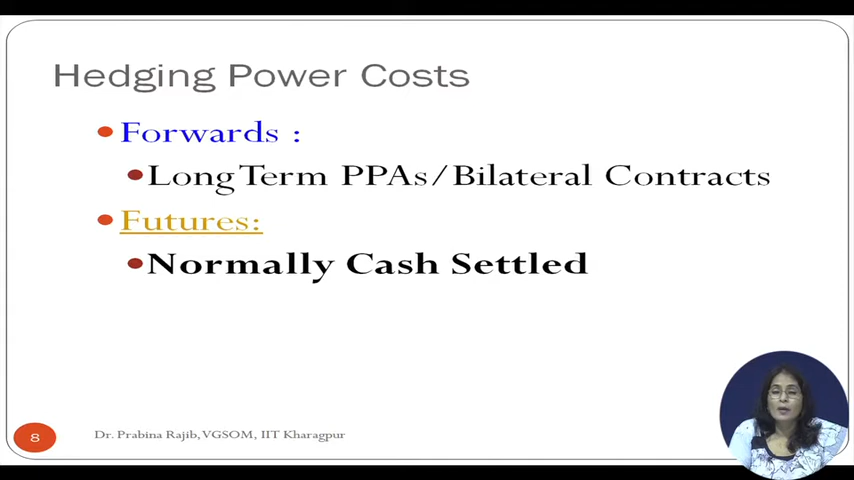 Hedging Power Costs
Forwards :
Long Term PPAs/Bilateral Contracts
Futures:
Normally Cash Settled
8
Dr. Prabina Rajib, VGSOM, IIT Kharagpur